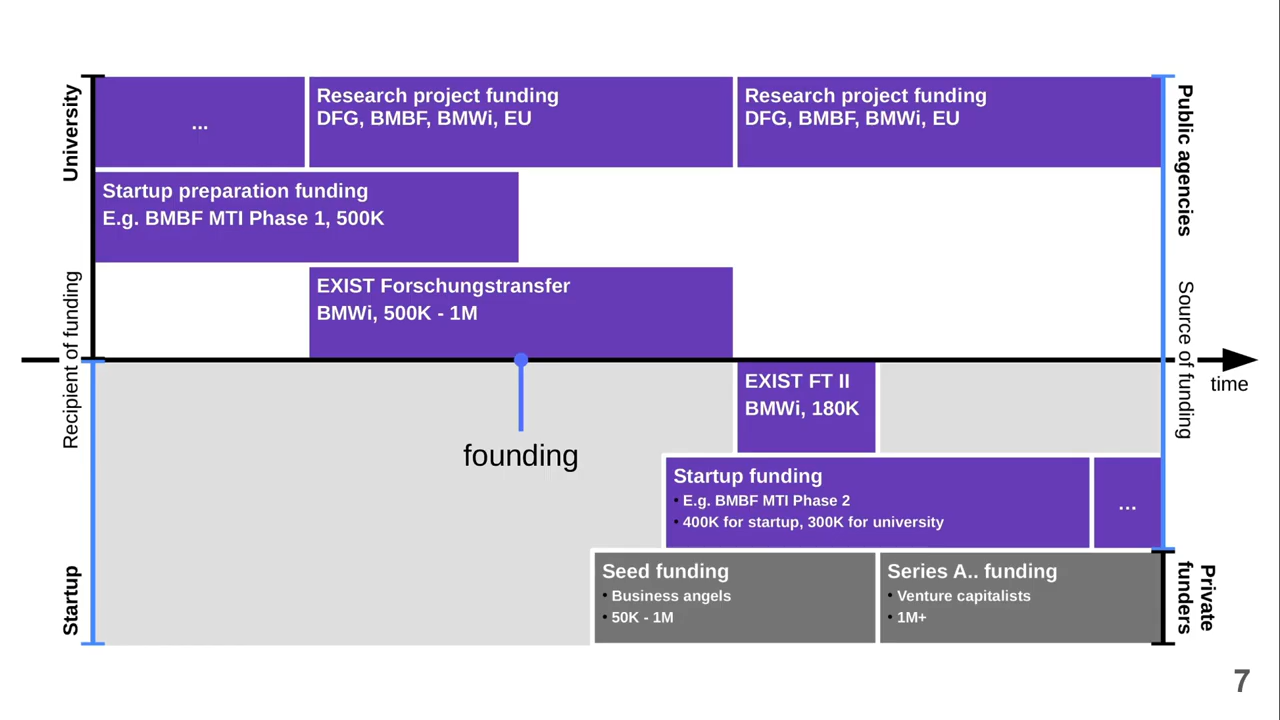 University
...
Research project funding
DFG, BMBF, BMWi, EU
Research project funding
DFG, BMBF, BMWi, EU
Public agencies
Startup preparation funding
E.g. BMBF MTI Phase 1, 500K
Recipient of funding
EXIST Forschungstransfer
BMWi, 500K - 1M
Source of funding
time
founding
EXIST FT II
BMWi, 180K
Startup funding
• E.g. BMBF MTI Phase 2
• 400K for startup, 300K for university
...
Startup
Seed funding
• Business angels
• 50K - 1M
Series A.. funding
• Venture capitalists
• 1M+
Private
funders
7